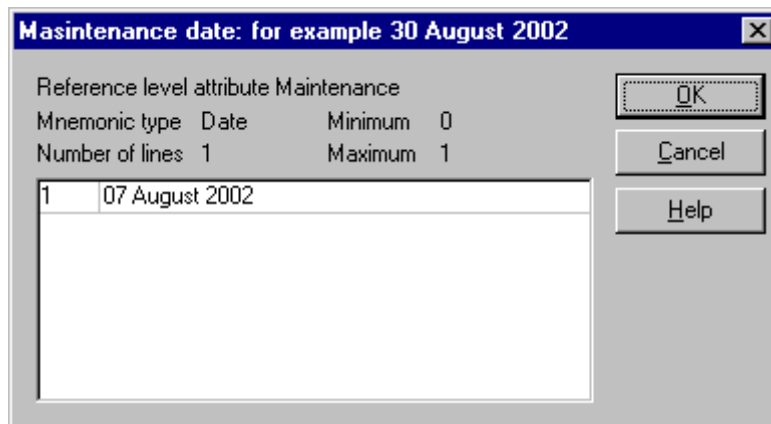 Masintenance date: for example 30 August 2002
Reference level attribute Maintenance
Mnemonic type Date Minimum 0
Number of lines 1 Maximum 1
1 07 August 2002
OK
Cancel
Help